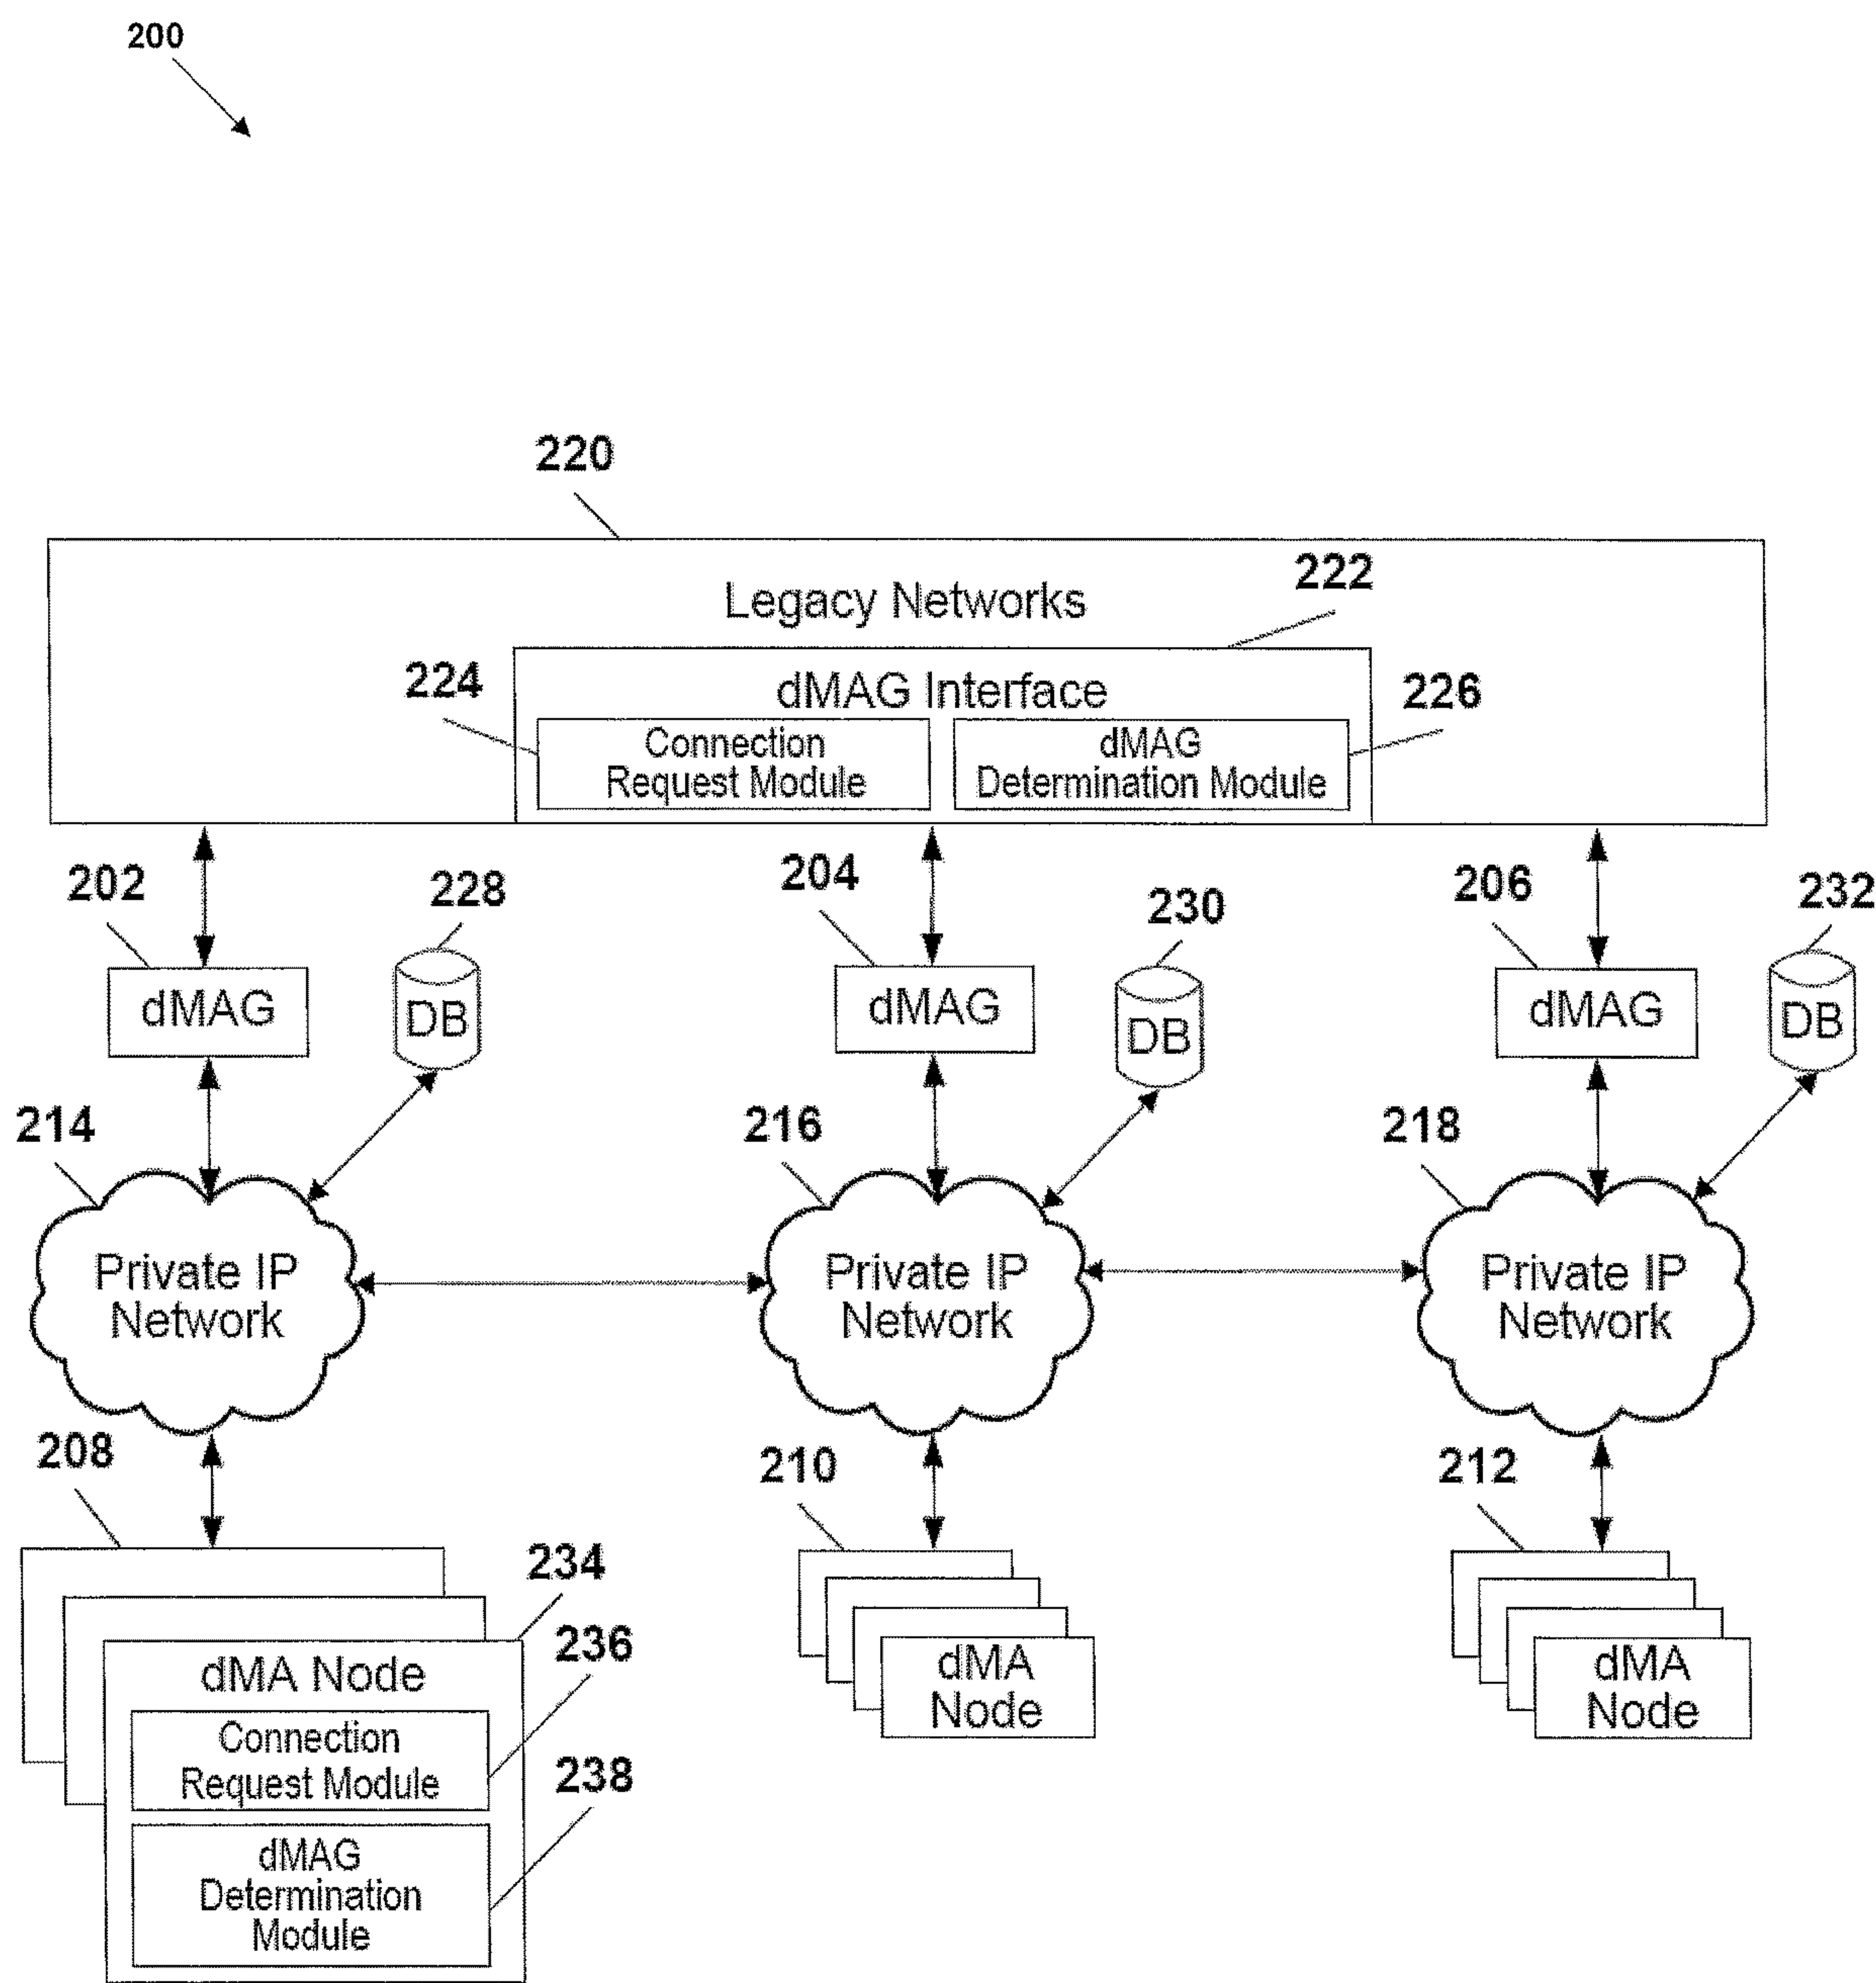 200
220
Legacy Networks
222
dMAG Interface
224
226
Connection
Request Module
dMAG
Determination Module
202
228
204
230
206
232
dMAG
DB
dMAG
DB
dMAG
DB
214
216
218
Private IP
Network
Private IP
Network
Private IP
Network
208
210
212
234
236
238
dMA Node
Connection
Request Module
dMAG
Determination
Module
dMA
Node
dMA
Node